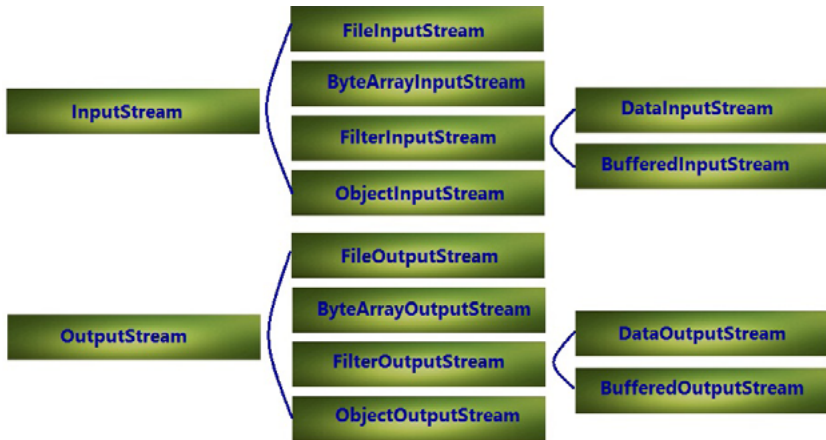 FileInputStream
ByteArrayInputStream
InputStream
DataInputStream
FilterInputStream
BufferedInputStream
ObjectInputStream
FileOutputStream
ByteArrayOutputStream
OutputStream
DataOutputStream
FilterOutputStream
BufferedOutputStream
ObjectOutputStream